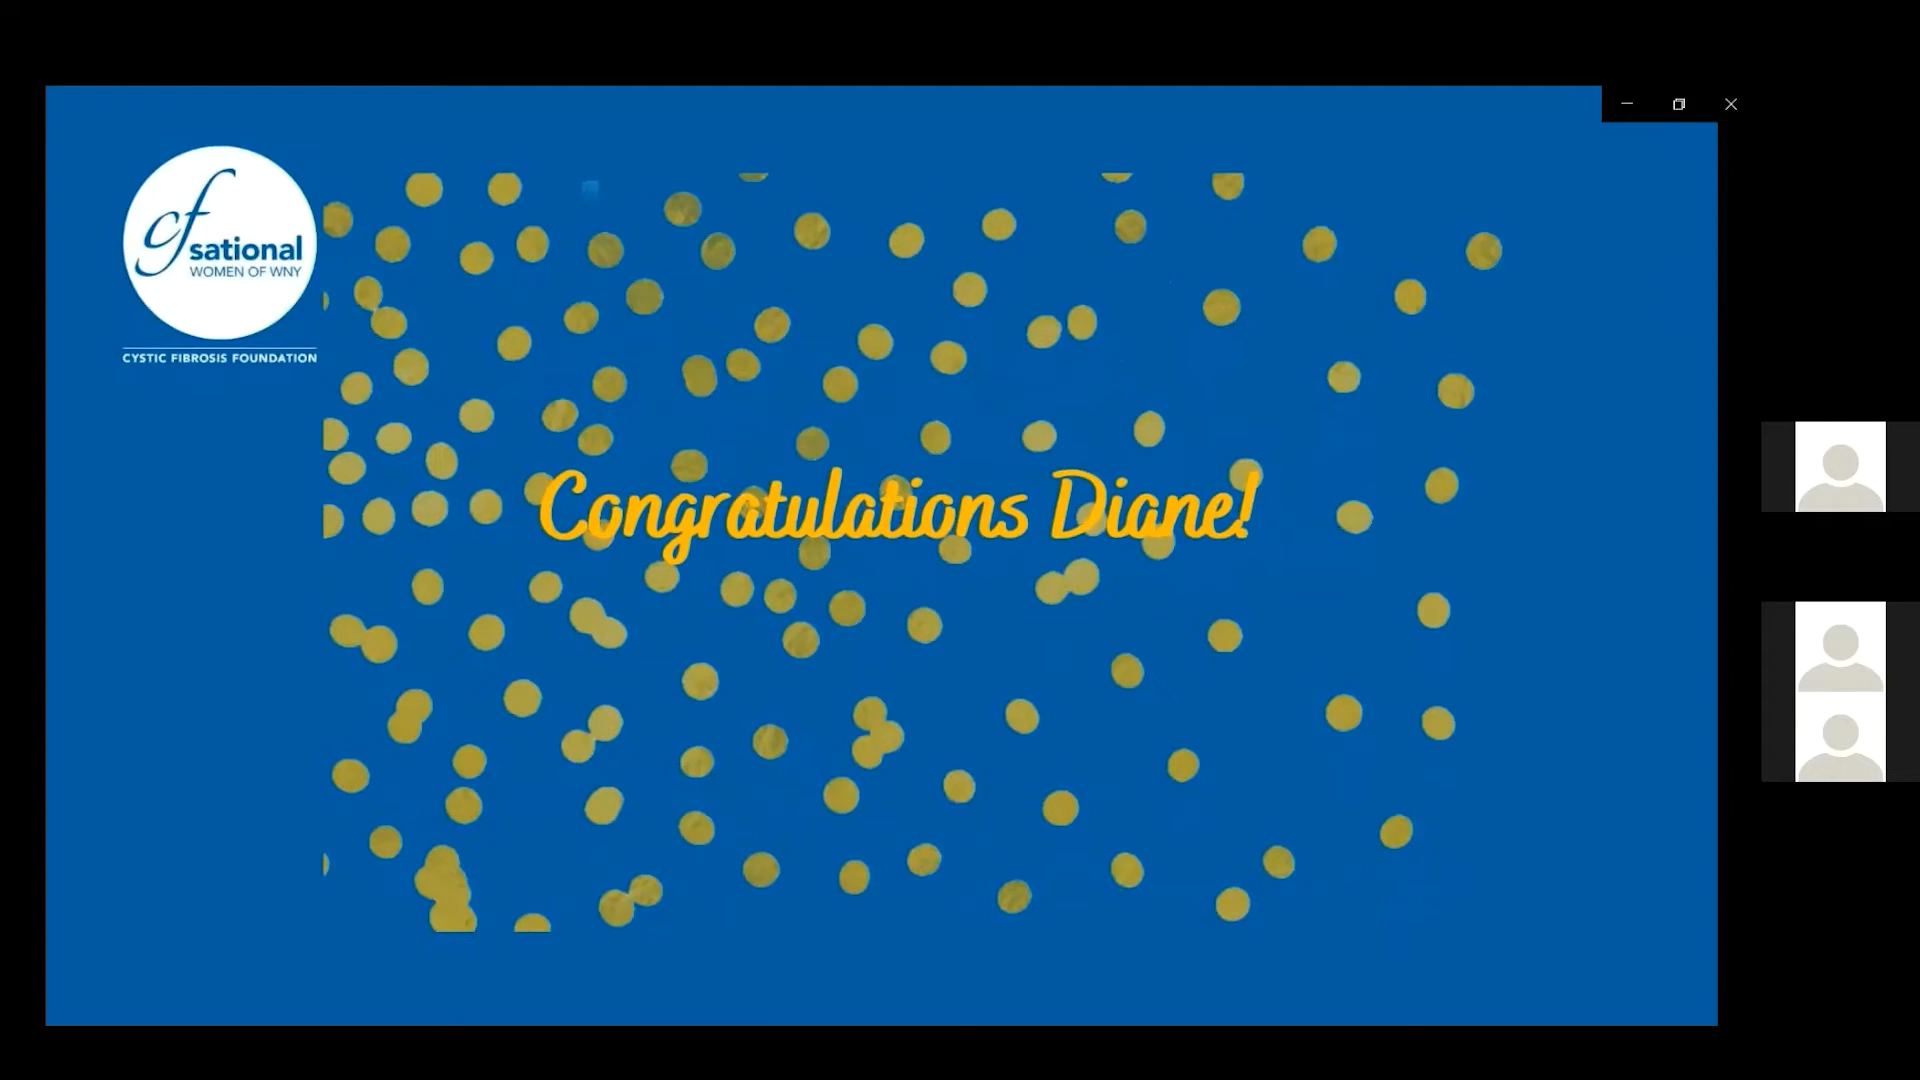 cf
sational
WOMEN OF WNY
CYSTIC FIBROSIS FOUNDATION
Congratulations Diane!